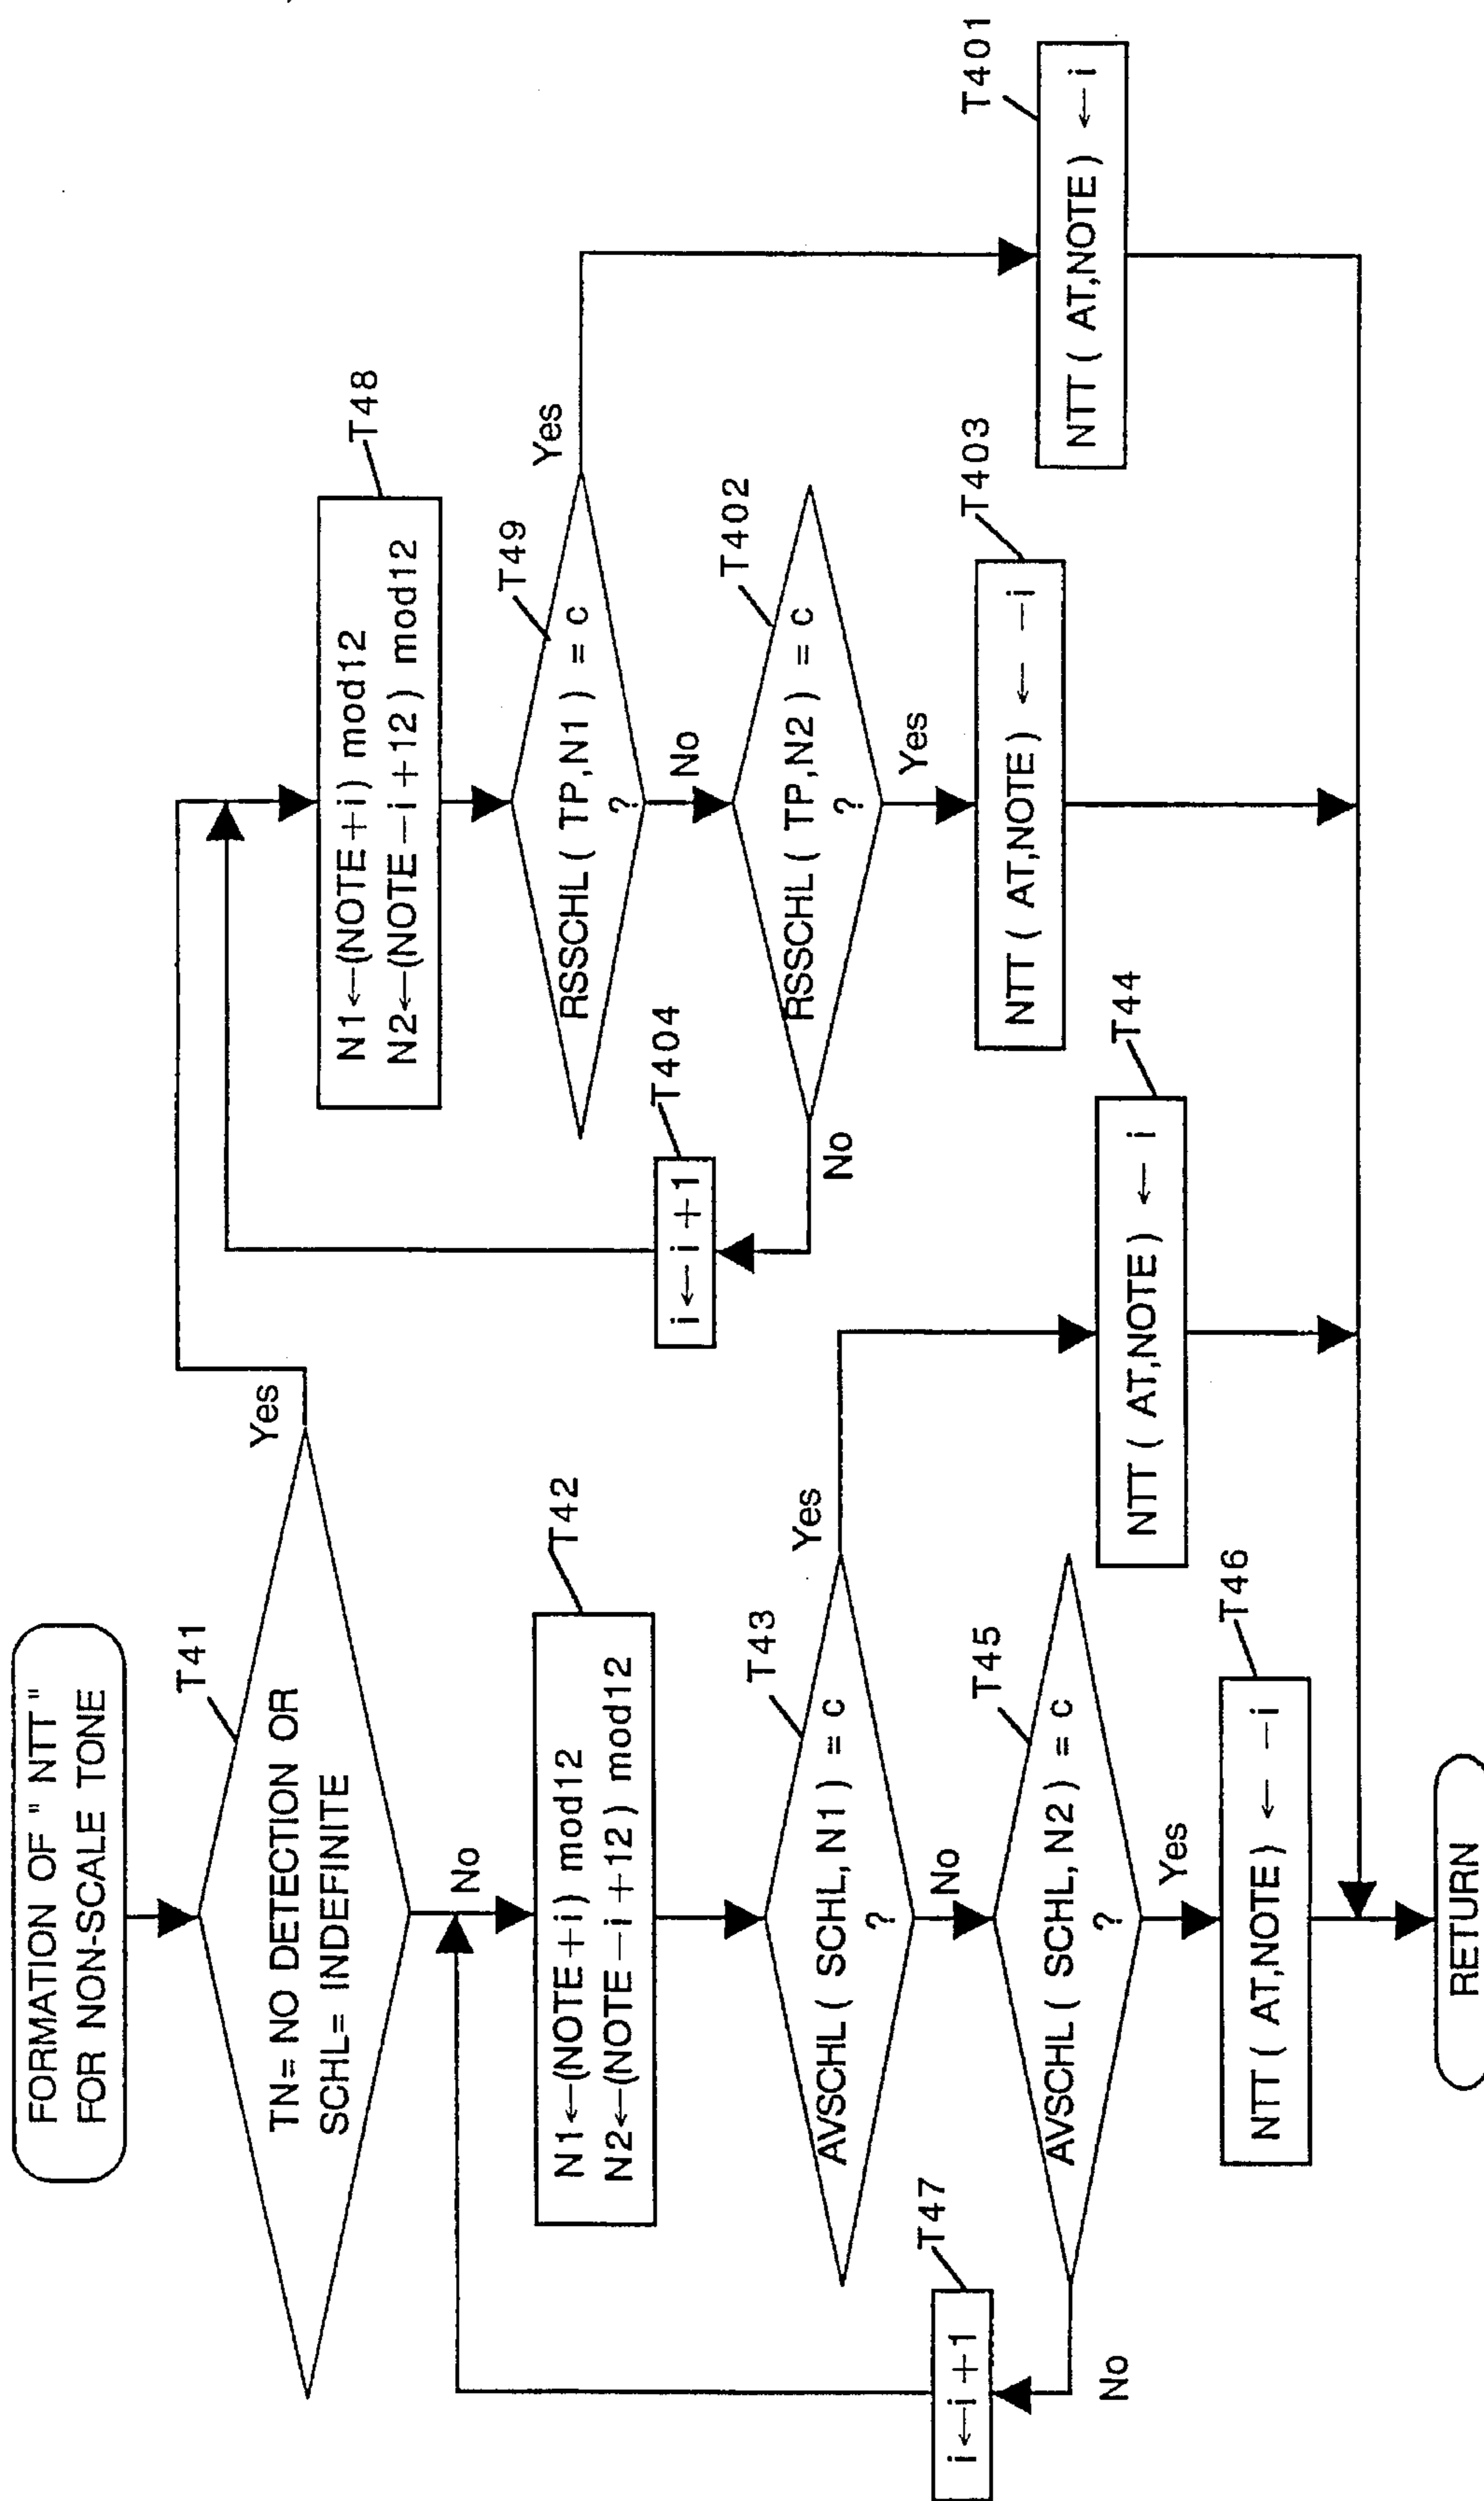 FORMATION OF " NTT "
FOR NON-SCALE TONE
T41
TN= NO DETECTION OR
SCHL= INDEFINITE
Yes
No
T42
N1←(NOTE+i) mod12
N2←(NOTE−i+12) mod12
T43
AVSCHL ( SCHL, N1 ) = c
?
Yes
No
T44
NTT ( AT,NOTE) ← i
T45
AVSCHL ( SCHL, N2 ) = c
?
Yes
No
T46
NTT ( AT,NOTE) ← −i
T47
i←i+1
T48
N1←(NOTE+i) mod12
N2←(NOTE−i+12) mod12
T49
RSSCHL ( TP,N1 ) = c
?
Yes
No
T401
NTT ( AT,NOTE) ← i
T402
RSSCHL ( TP,N2 ) = c
?
Yes
No
T403
NTT ( AT,NOTE) ← −i
T404
i←i+1
RETURN